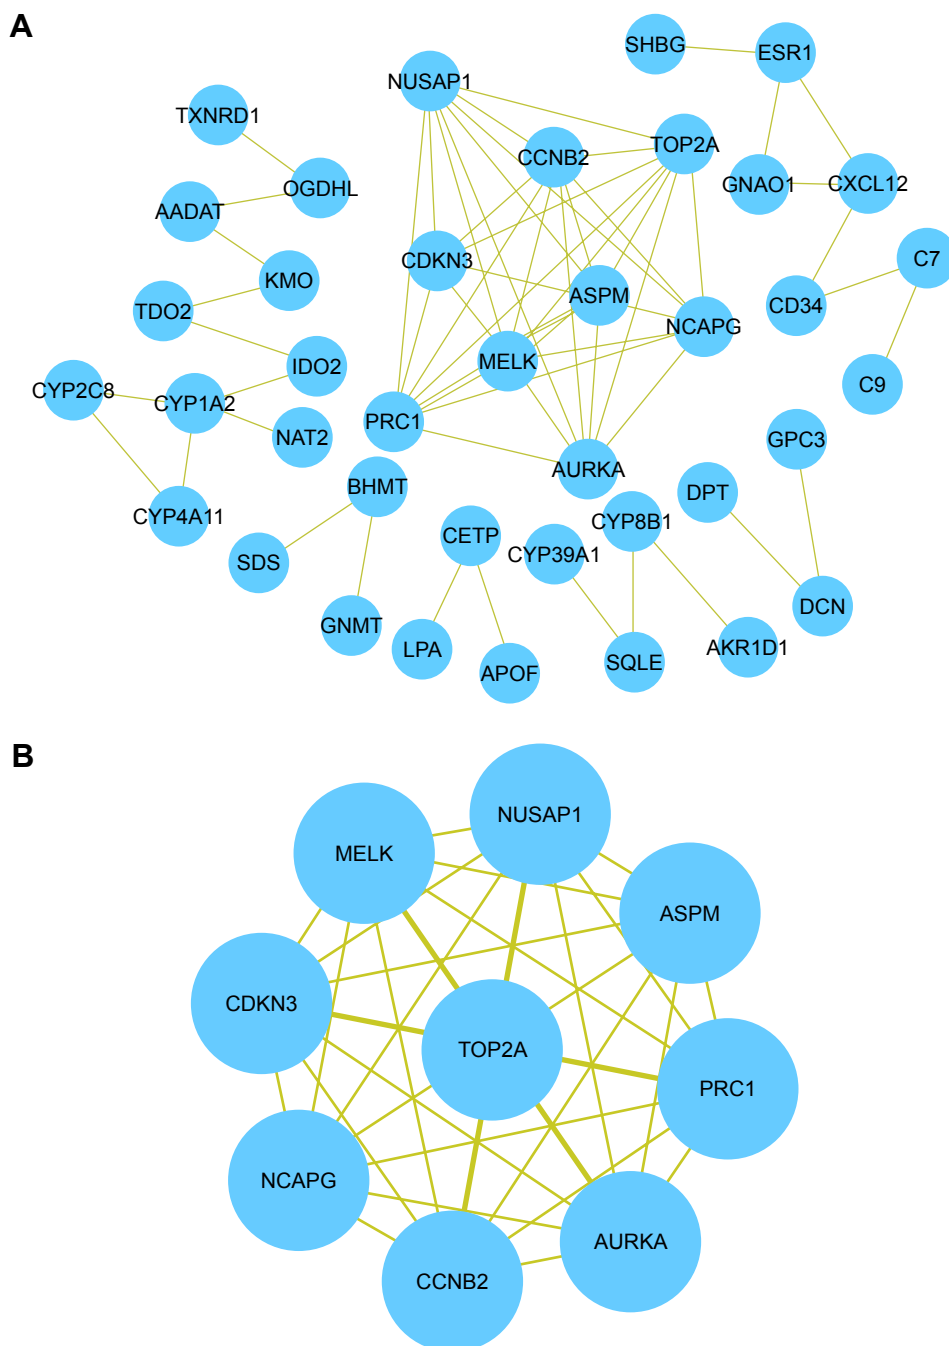 A
SHBG
ESR1
NUSAP1
TXNRD1
CCNB2
TOP2A
OGDHL
GNAO1
CXCL12
AADAT
CDKN3
C7
KMO
ASPM
TDO2
CD34
NCAPG
MELK
IDO2
CYP2C8
CYP1A2
C9
PRC1
NAT2
GPC3
AURKA
BHMT
DPT
CYP4A11
CYP8B1
CETP
CYP39A1
SDS
DCN
GNMT
LPA
AKR1D1
SQLE
APOF
B
NUSAP1
MELK
ASPM
CDKN3
TOP2A
PRC1
NCAPG
AURKA
CCNB2